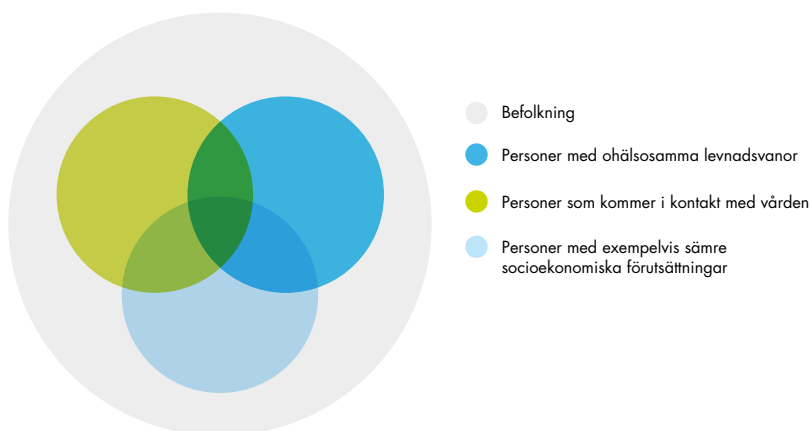 Befolkning
Personer med ohälsosamma levnadsvanor
Personer som kommer i kontakt med vården
Personer med exempelvis sämre
socioekonomiska förutsättningar